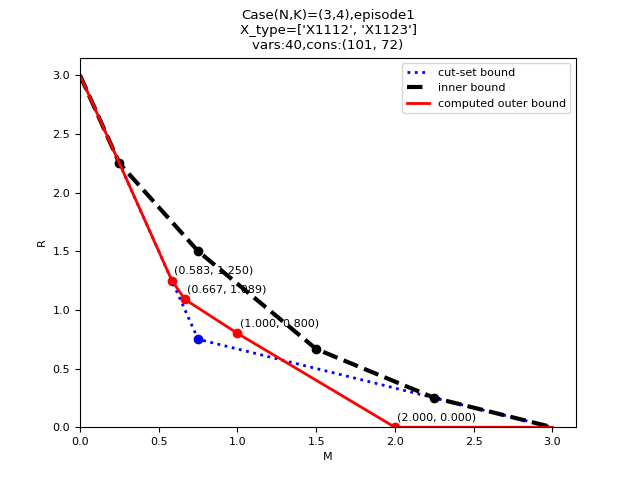 Case(N,K)=(3,4),episode1
X_type=['X1112', 'X1123']
vars:40,cons:(101, 72)
cut-set bound
inner bound
computed outer bound
3.0
2.5
2.0
1.5
1.0
0.5
0.0
R
(0.583, 1.250)
(0.667, 1.089)
(1.000, 0.800)
(2.000, 0.000)
0.0 0.5 1.0 1.5 2.0 2.5 3.0
M